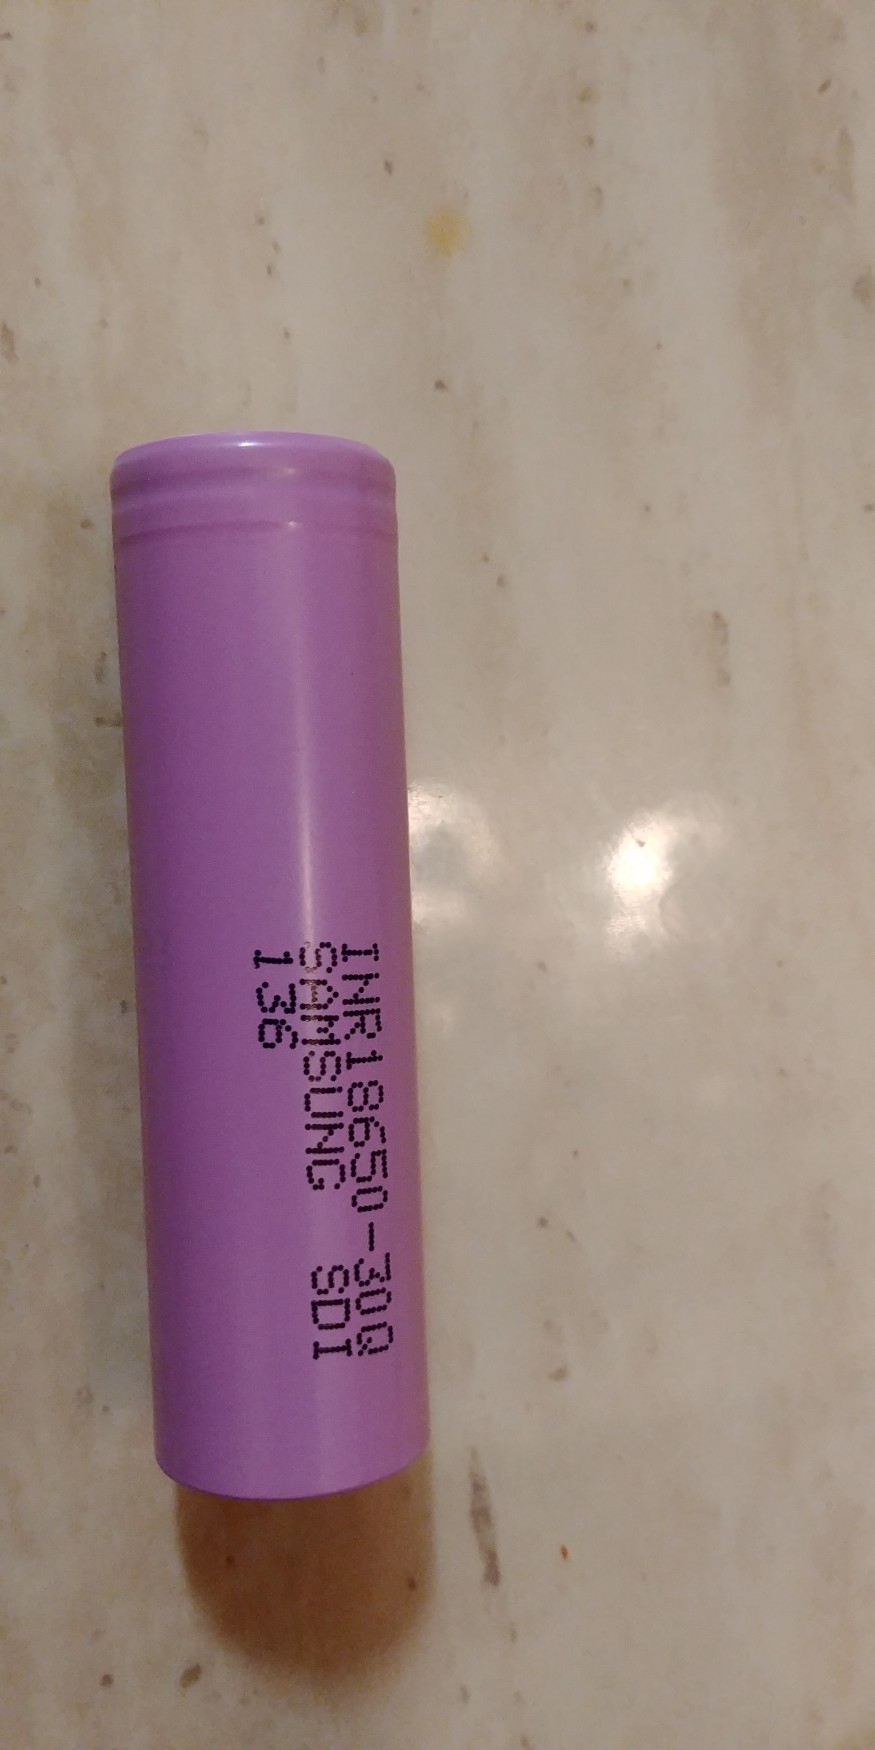 INR18650-30Q
SAMSUNG SDI
136